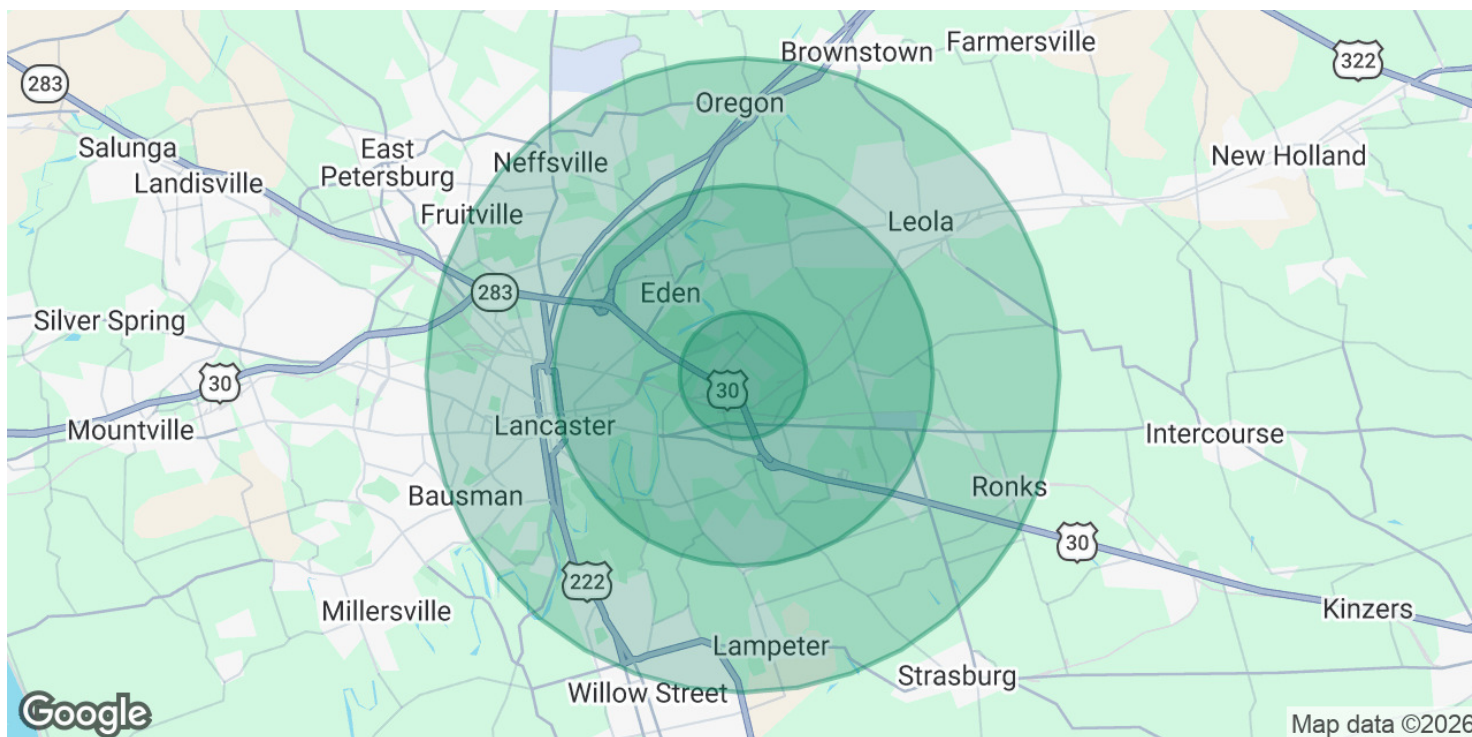 Brownstown
Farmersville
322
283
Oregon
East
Petersburg
Salunga
Landisville
Neffsville
New Holland
Fruitville
Leola
283
Eden
Silver Spring
30
30
Mountville
Lancaster
Intercourse
Bausman
Ronks
30
222
Millersville
Kinzers
Lampeter
Strasburg
Willow Street
Google
Map data ©2026